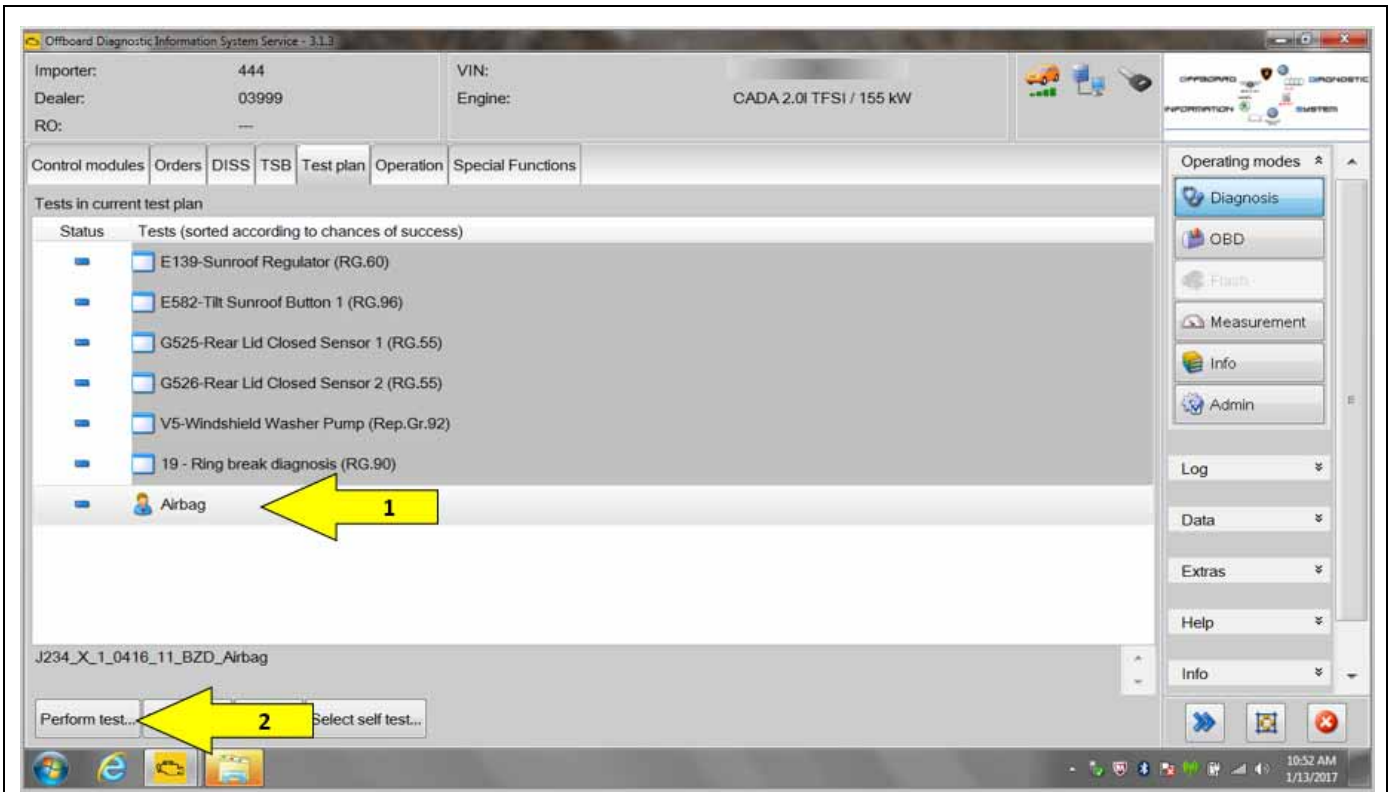 Offboard Diagnostic Information System Service - 3.1.3
Importer: 444 VIN:
Dealer: 03999 Engine: CADA 2.0l TFSI / 155 kW
RO: ---
OFFBOARD DIAGNOSTIC
INFORMATION SYSTEM
Control modules Orders DISS TSB Test plan Operation Special Functions
Tests in current test plan
Status Tests (sorted according to chances of success)
E139-Sunroof Regulator (RG.60)
E582-Tilt Sunroof Button 1 (RG.96)
G525-Rear Lid Closed Sensor 1 (RG.55)
G526-Rear Lid Closed Sensor 2 (RG.55)
V5-Windshield Washer Pump (Rep.Gr.92)
19 - Ring break diagnosis (RG.90)
Airbag 1
J234_X_1_0416_11_BZD_Airbag
Perform test... 2 Select self test...
Operating modes
Diagnosis
OBD
Flash
Measurement
Info
Admin
Log
Data
Extras
Help
Info
10:52 AM
1/13/2017